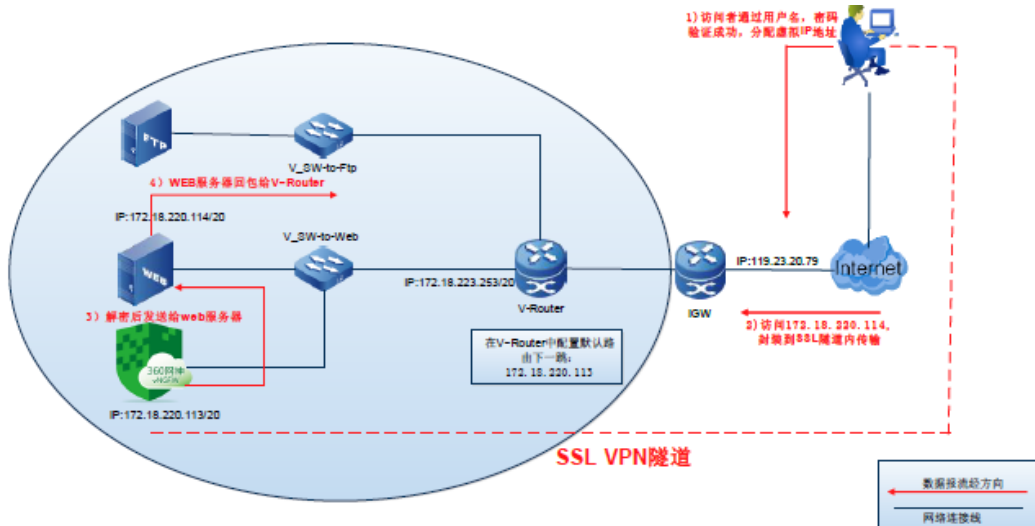 1)访问者通过用户名，密码
验证成功，分配虚拟IP地址
FTP
V_SW-to-Ftp
4）WEB服务器回包给V-Router
IP:172.18.220.114/20
V_SW-to-Web
WEB
IP:172.18.223.253/20
V-Router
IGW
IP:119.23.20.79
Internet
3）解密后发送给web服务器
2)访问172.18.220.114,
封装到SSL隧道内传输
在V-Router中配置默认路
由下一跳：
172.18.220.113
360网神
vNGFW
IP:172.18.220.113/20
SSL VPN隧道
数据报流经方向
网络连接线